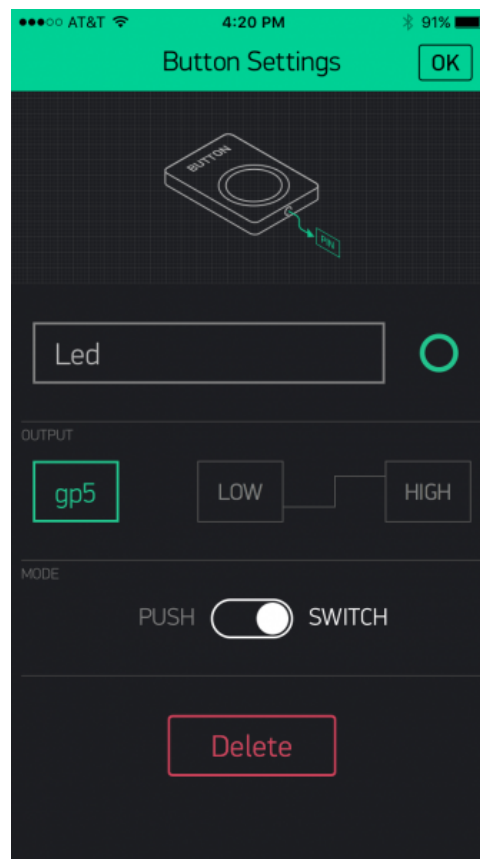 AT&T 4:20 PM 91%
Button Settings OK
BUTTON
PIN
Led
OUTPUT
gp5 LOW HIGH
MODE
PUSH SWITCH
Delete